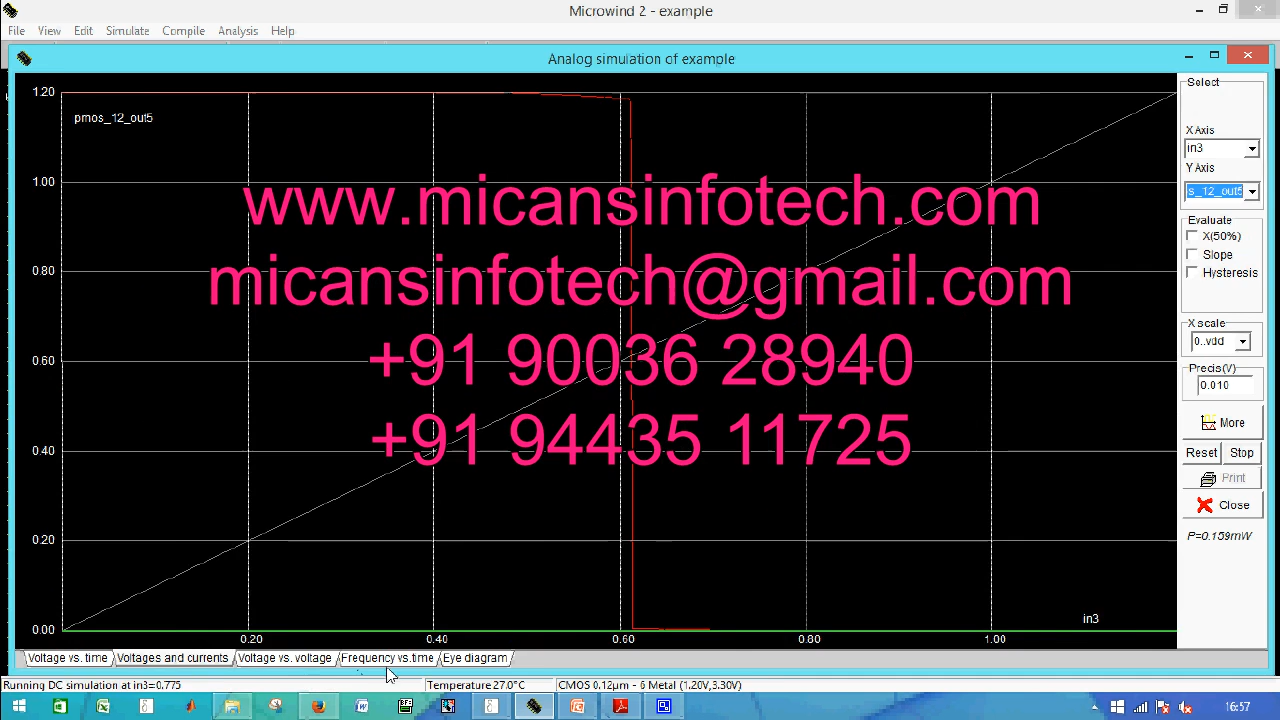 Microwind 2 - example
File View Edit Simulate Compile Analysis Help
Analog simulation of example
1.20
pmos_12_out5
1.00
0.80
0.60
0.40
0.20
0.00
0.20 0.40 0.60 0.80 1.00
in3
www.micansinfotech.com
micansinfotech@gmail.com
+91 90036 28940
+91 94435 11725
Select
X Axis
in3
Y Axis
s_12_out5
Evaluate
X(50%)
Slope
Hysteresis
X scale
0..vdd
Precis(V)
0.010
More
Reset Stop
Print
Close
P=0.159mW
Voltage vs. time Voltages and currents Voltage vs. voltage Frequency vs.time Eye diagram
Running DC simulation at in3=0.775 Temperature 27.0°C CMOS 0.12µm - 6 Metal (1.20V,3.30V)
16:57